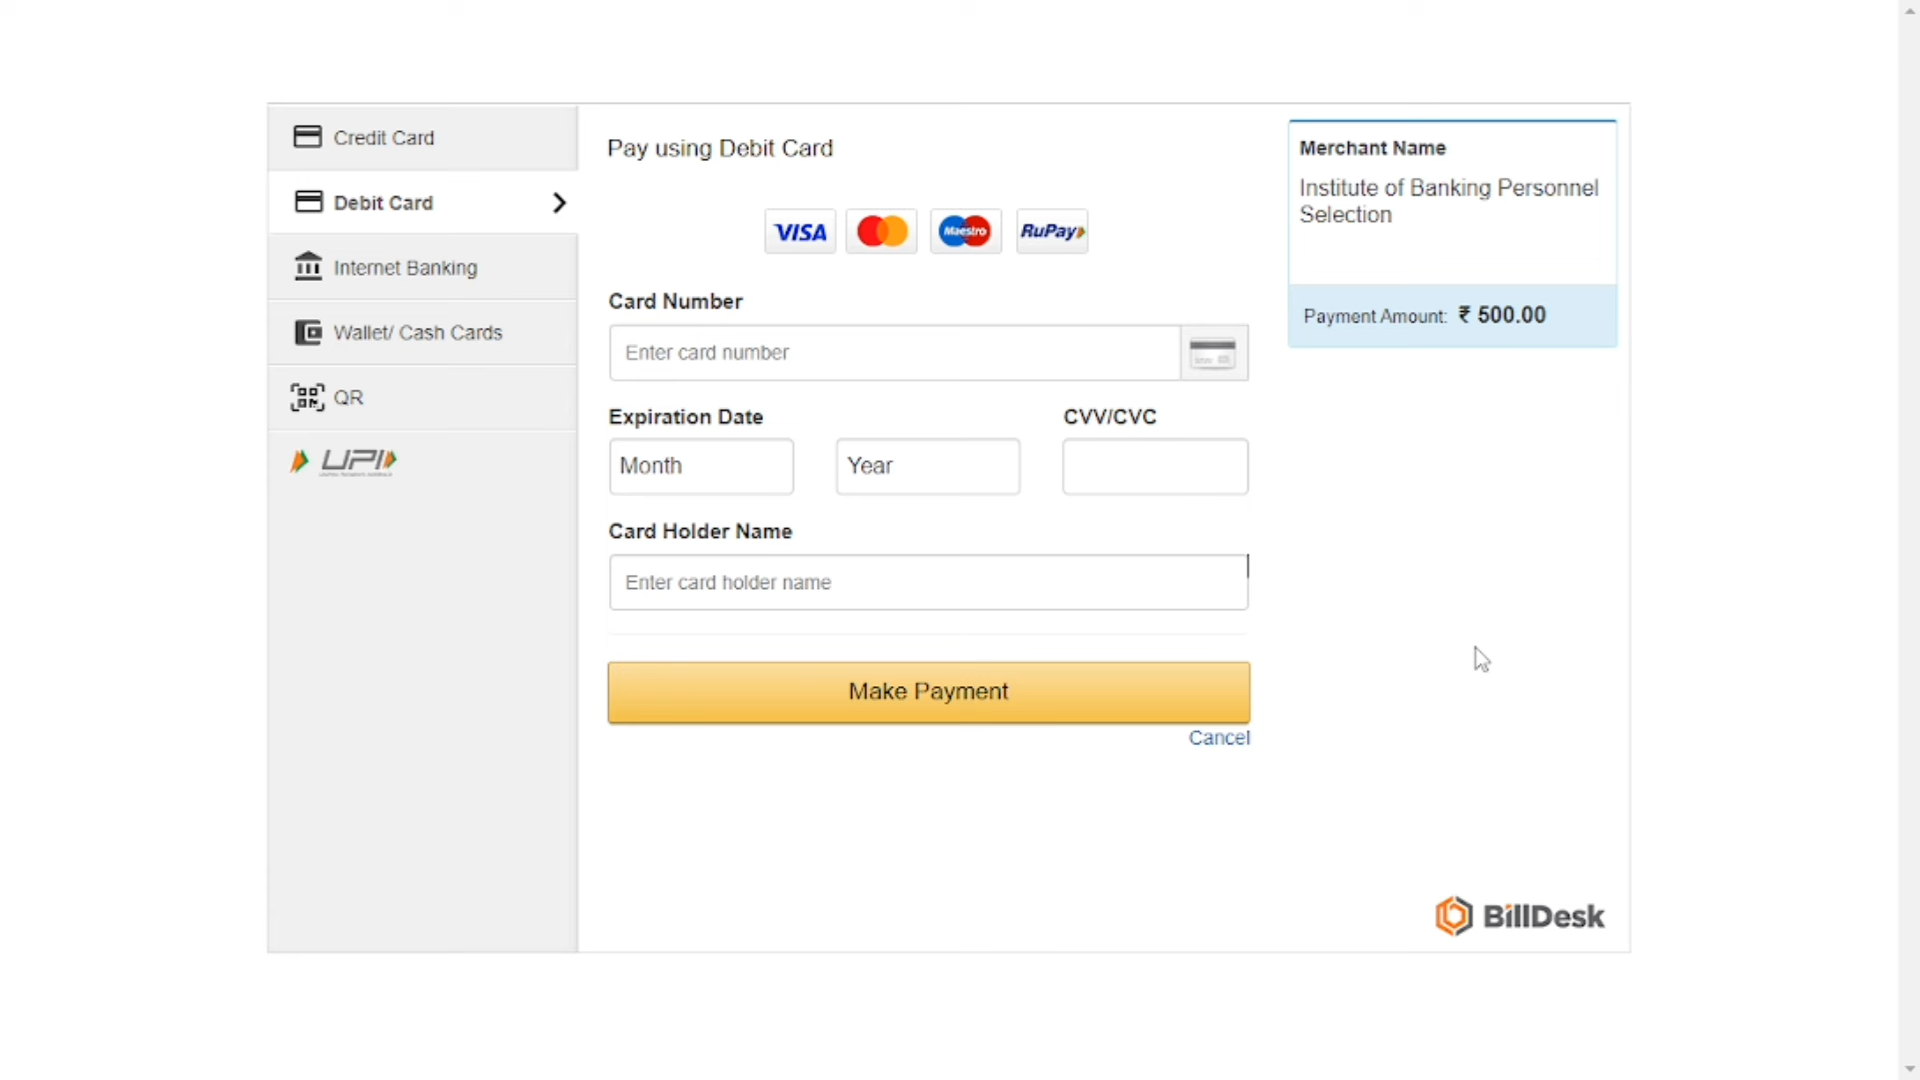 Credit Card
Debit Card
Internet Banking
Wallet/ Cash Cards
QR
UPI
Pay using Debit Card
VISA
Maestro
RuPay
Card Number
Enter card number
Expiration Date
CVV/CVC
Month
Year
Card Holder Name
Enter card holder name
Make Payment
Cancel
Merchant Name
Institute of Banking Personnel
Selection
Payment Amount: ₹ 500.00
BillDesk